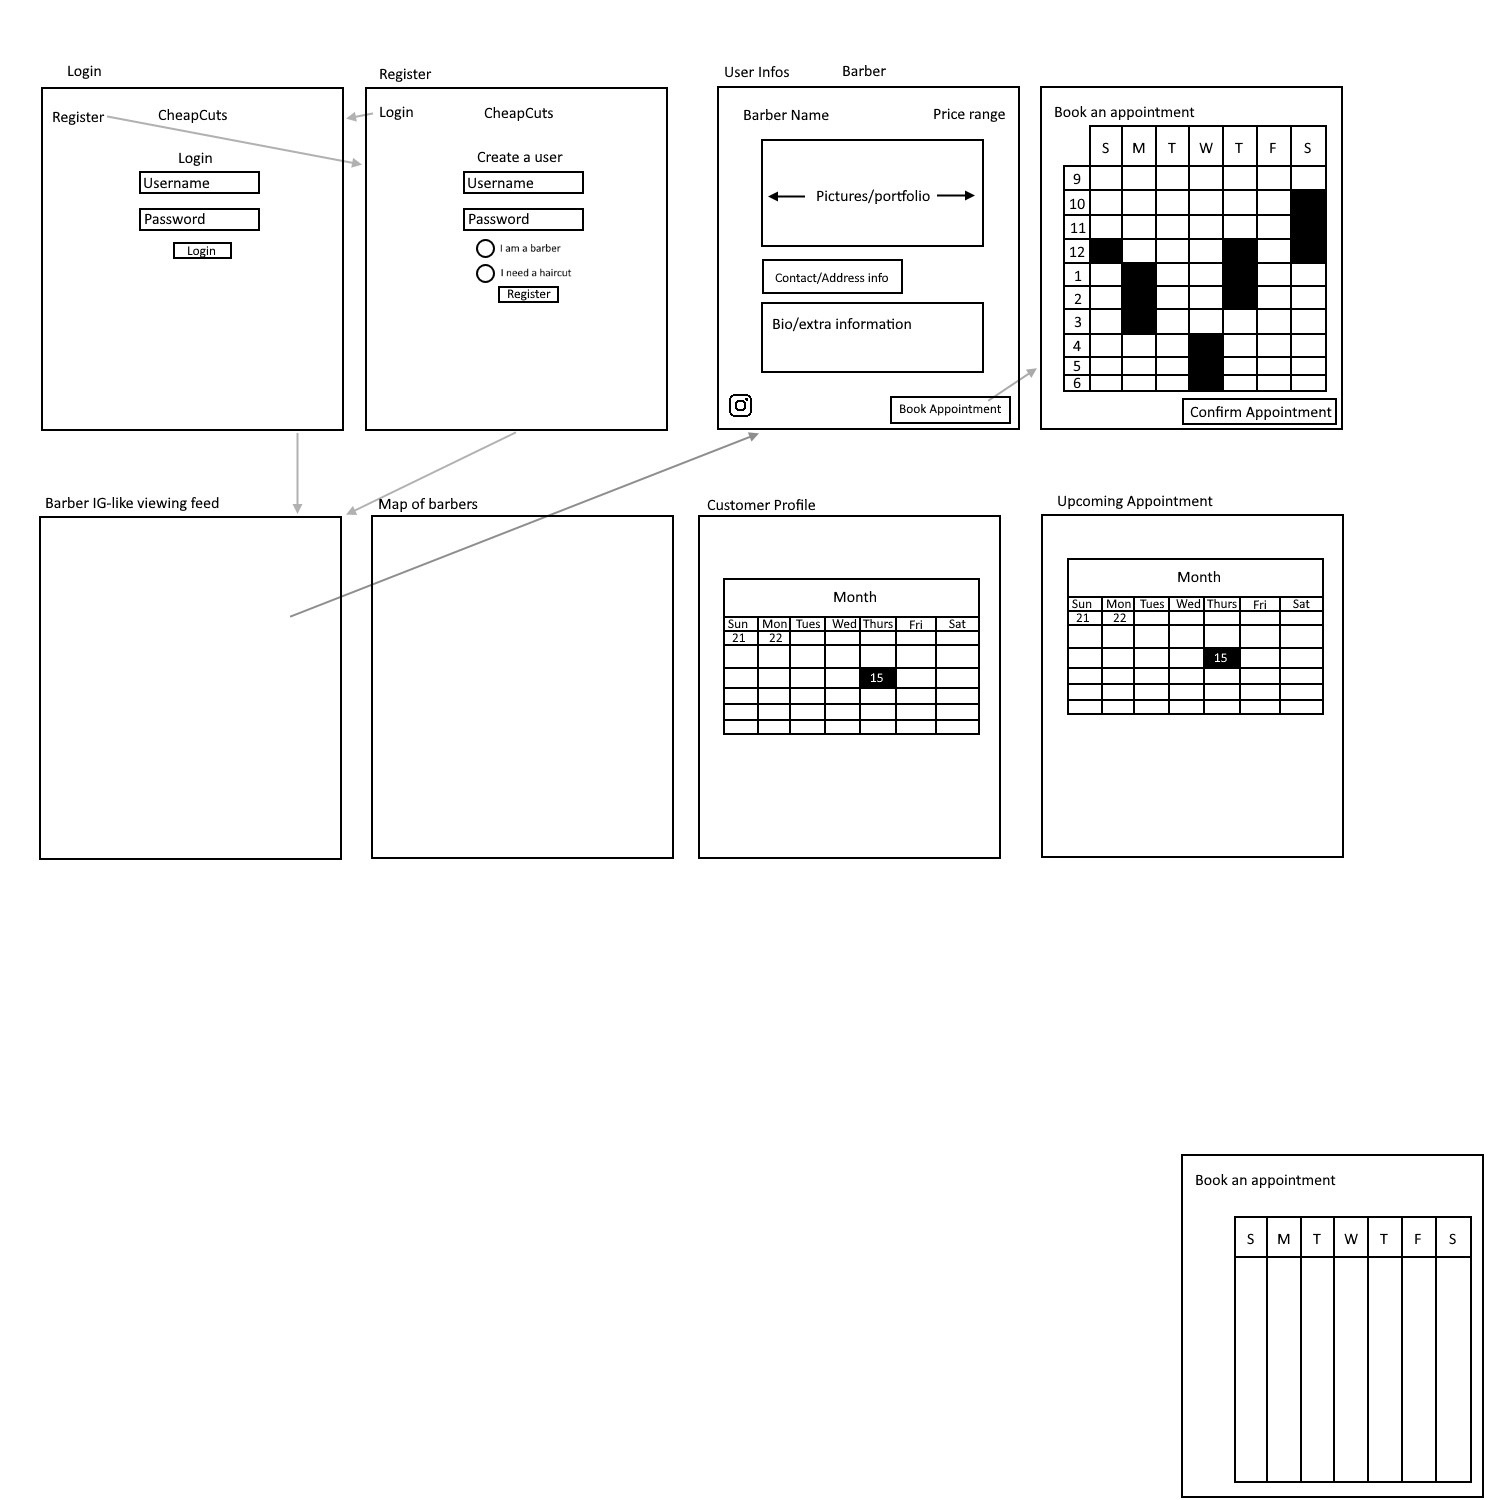 Login
Register
CheapCuts
Login
Username
Password
Login
Register
Login
CheapCuts
Create a user
Username
Password
I am a barber
I need a haircut
Register
User Infos
Barber
Barber Name
Price range
Pictures/portfolio
Contact/Address info
Bio/extra information
Book Appointment
Book an appointment
S M T W T F S
9
10
11
12
1
2
3
4
5
6
Confirm Appointment
Barber IG-like viewing feed
Map of barbers
Customer Profile
Month
Sun Mon Tues Wed Thurs Fri Sat
21 22
15
Upcoming Appointment
Month
Sun Mon Tues Wed Thurs Fri Sat
21 22
15
Book an appointment
S M T W T F S